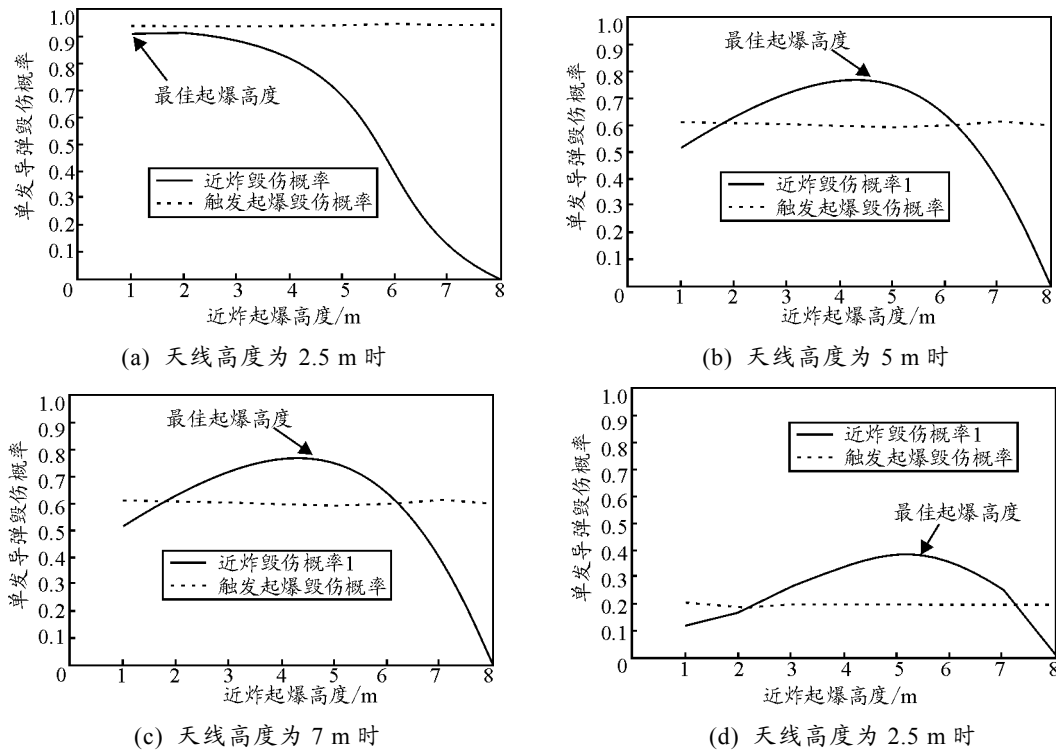 1.0
0.9
0.8
0.7
0.6
0.5
0.4
0.3
0.2
0.1
0
单发导弹毁伤概率
最佳起爆高度
近炸毁伤概率
触发起爆毁伤概率
1 2 3 4 5 6 7 8
近炸起爆高度/m
(a) 天线高度为 2.5 m 时
1.0
0.9
0.8
0.7
0.6
0.5
0.4
0.3
0.2
0.1
0
单发导弹毁伤概率
最佳起爆高度
近炸毁伤概率1
触发起爆毁伤概率
1 2 3 4 5 6 7 8
近炸起爆高度/m
(b) 天线高度为 5 m 时
1.0
0.9
0.8
0.7
0.6
0.5
0.4
0.3
0.2
0.1
0
单发导弹毁伤概率
最佳起爆高度
近炸毁伤概率1
触发起爆毁伤概率
1 2 3 4 5 6 7 8
近炸起爆高度/m
(c) 天线高度为 7 m 时
1.0
0.9
0.8
0.7
0.6
0.5
0.4
0.3
0.2
0.1
0
单发导弹毁伤概率
近炸毁伤概率1
触发起爆毁伤概率
最佳起爆高度
1 2 3 4 5 6 7 8
近炸起爆高度/m
(d) 天线高度为 2.5 m 时